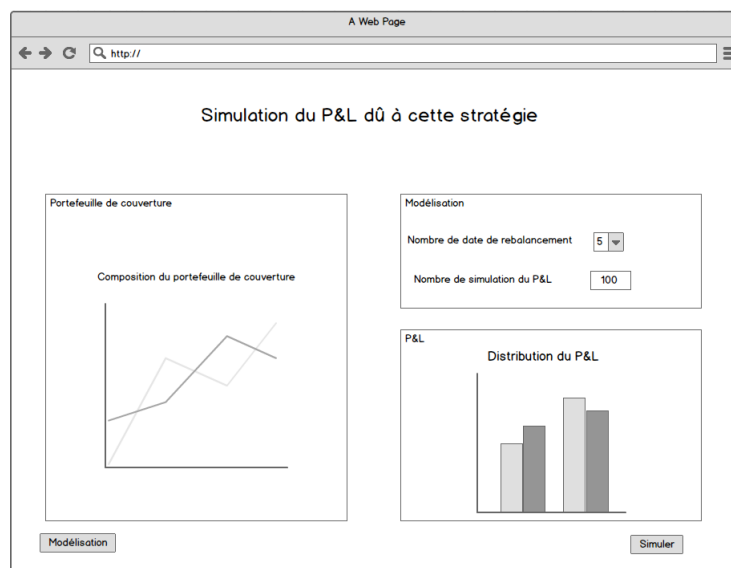 A Web Page
http://
Simulation du P&L dû à cette stratégie
Portefeuille de couverture
Composition du portefeuille de couverture
Modélisation
Nombre de date de rebalancement 5
Nombre de simulation du P&L 100
P&L
Distribution du P&L
Modélisation
Simuler